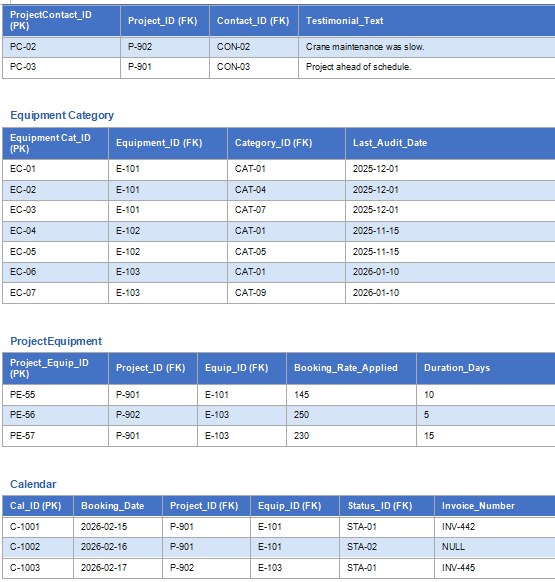 ProjectContact_ID (PK) Project_ID (FK) Contact_ID (FK) Testimonial_Text
PC-02 P-902 CON-02 Crane maintenance was slow.
PC-03 P-901 CON-03 Project ahead of schedule.
Equipment Category
Equipment Cat_ID (PK) Equipment_ID (FK) Category_ID (FK) Last_Audit_Date
EC-01 E-101 CAT-01 2025-12-01
EC-02 E-101 CAT-04 2025-12-01
EC-03 E-101 CAT-07 2025-12-01
EC-04 E-102 CAT-01 2025-11-15
EC-05 E-102 CAT-05 2025-11-15
EC-06 E-103 CAT-01 2026-01-10
EC-07 E-103 CAT-09 2026-01-10
ProjectEquipment
Project_Equip_ID (PK) Project_ID (FK) Equip_ID (FK) Booking_Rate_Applied Duration_Days
PE-55 P-901 E-101 145 10
PE-56 P-902 E-103 250 5
PE-57 P-901 E-103 230 15
Calendar
Cal_ID (PK) Booking_Date Project_ID (FK) Equip_ID (FK) Status_ID (FK) Invoice_Number
C-1001 2026-02-15 P-901 E-101 STA-01 INV-442
C-1002 2026-02-16 P-901 E-101 STA-02 NULL
C-1003 2026-02-17 P-902 E-103 STA-01 INV-445